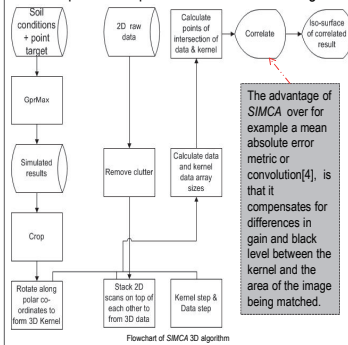 Soil
conditions
+ point
target
GprMax
Simulated
results
Crop
Rotate along
polar co-
ordinates to
form 3D Kernel
2D raw
data
Remove clutter
Stack 2D
scans on top of
each other to
from 3D data
Calculate
points of
intersection of
data & kernel
Calculate data
and kernel
data array
sizes
Kernel step &
Data step
Correlate
Iso-surface
of correlated
result
The advantage of
SIMCA over for
example a mean
absolute error
metric or
convolution[4], is
that it
compensates for
differences in
gain and black
level between the
kernel and the
area of the image
being matched.
Flowchart of SIMCA 3D algorithm